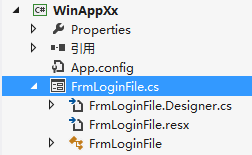 C# WinAppXx
Properties
引用
App.config
FrmLoginFile.cs
FrmLoginFile.Designer.cs
FrmLoginFile.resx
FrmLoginFile